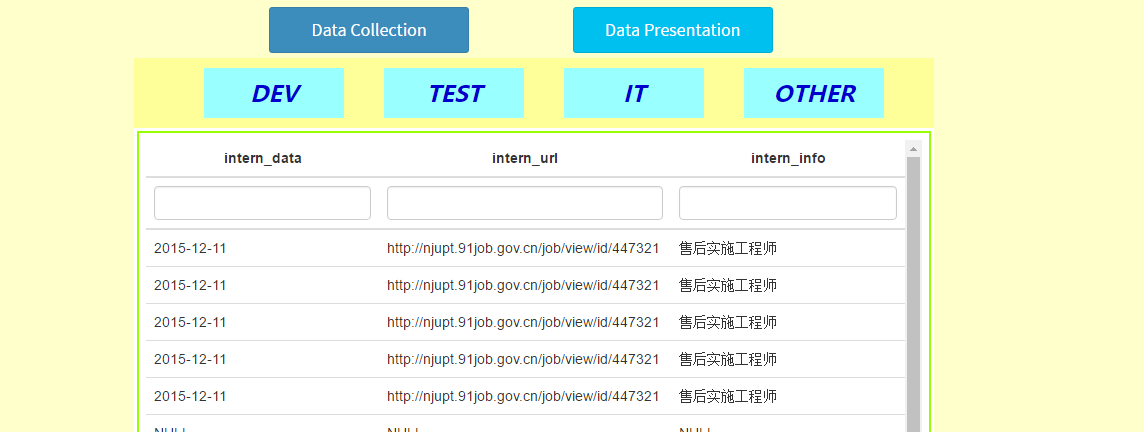 Data Collection Data Presentation
DEV TEST IT OTHER
intern_data intern_url intern_info
2015-12-11 http://njupt.91job.gov.cn/job/view/id/447321 售后实施工程师
2015-12-11 http://njupt.91job.gov.cn/job/view/id/447321 售后实施工程师
2015-12-11 http://njupt.91job.gov.cn/job/view/id/447321 售后实施工程师
2015-12-11 http://njupt.91job.gov.cn/job/view/id/447321 售后实施工程师
2015-12-11 http://njupt.91job.gov.cn/job/view/id/447321 售后实施工程师
NULL NULL NULL